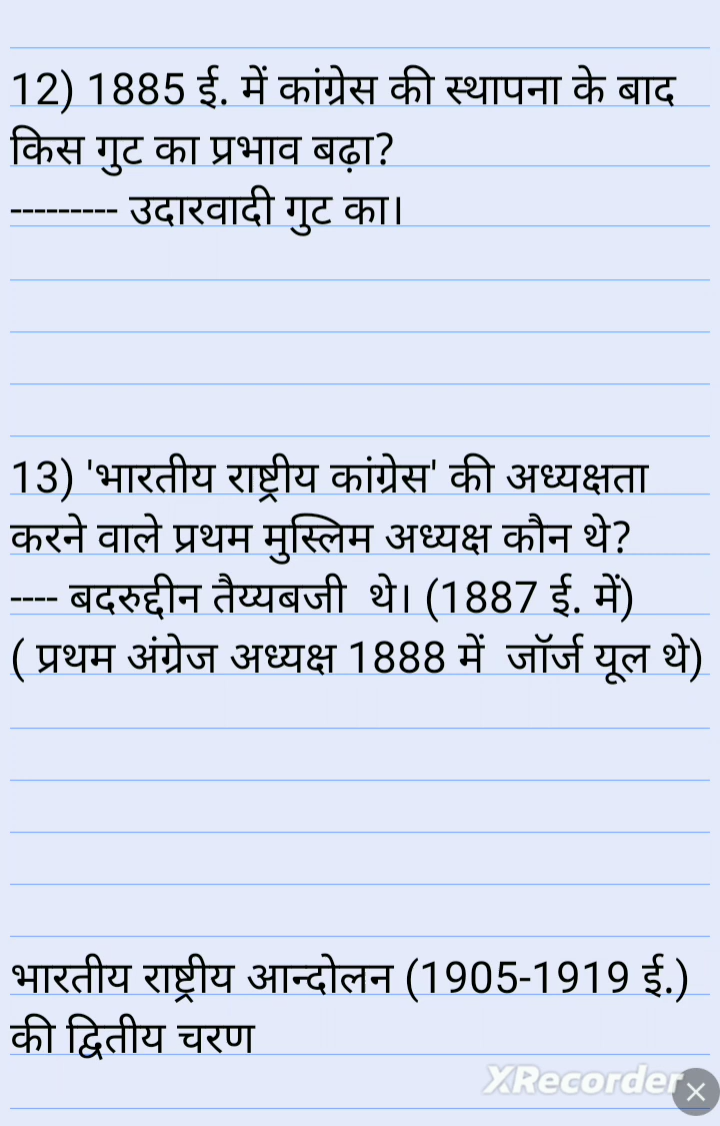 12) 1885 ई. में कांग्रेस की स्थापना के बाद
किस गुट का प्रभाव बढ़ा?
--------- उदारवादी गुट का।
13) 'भारतीय राष्ट्रीय कांग्रेस' की अध्यक्षता
करने वाले प्रथम मुस्लिम अध्यक्ष कौन थे?
---- बदरुद्दीन तैय्यबजी थे। (1887 ई. में)
( प्रथम अंग्रेज अध्यक्ष 1888 में जॉर्ज यूल थे)
भारतीय राष्ट्रीय आन्दोलन (1905-1919 ई.)
की द्वितीय चरण
XRecorder